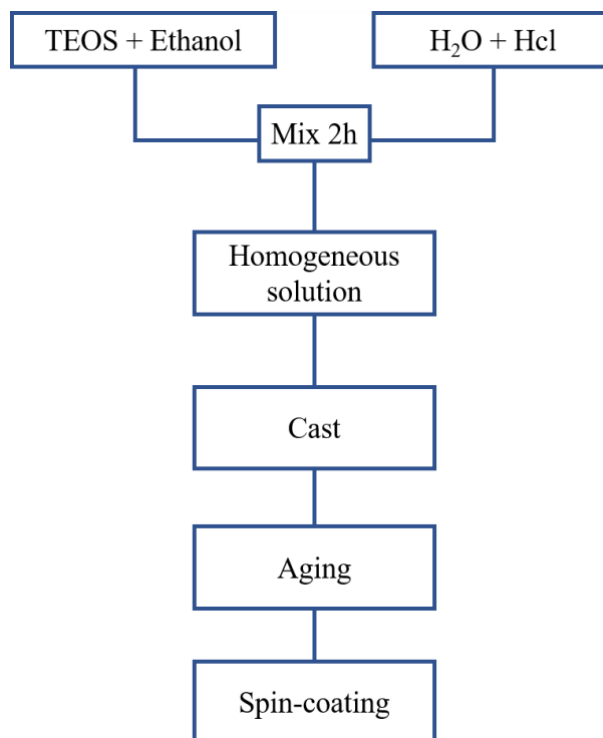 TEOS + Ethanol
H₂O + Hcl
Mix 2h
Homogeneous
solution
Cast
Aging
Spin-coating